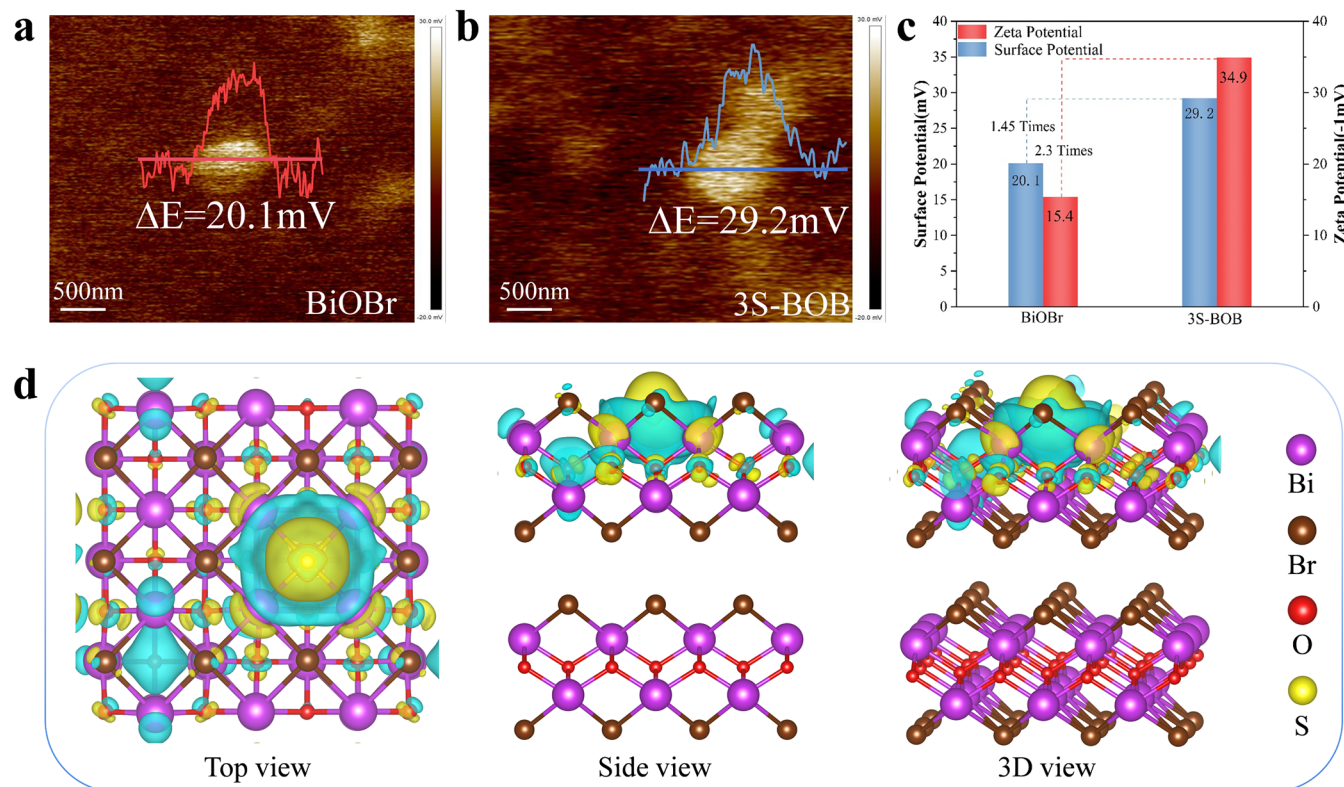 a
30.0 mV
ΔE=20.1mV
500nm
BiOBr
-20.0 mV
b
30.0 mV
ΔE=29.2mV
500nm
3S-BOB
-20.0 mV
c
Zeta Potential
Surface Potential
Surface Potential(mV)
40
35
30
25
20
15
10
5
0
1.45 Times
2.3 Times
20.1
15.4
29.2
34.9
BiOBr
3S-BOB
40
30
20
10
0
Zeta Potential(-1mV)
d
Top view
Side view
3D view
Bi
Br
O
S